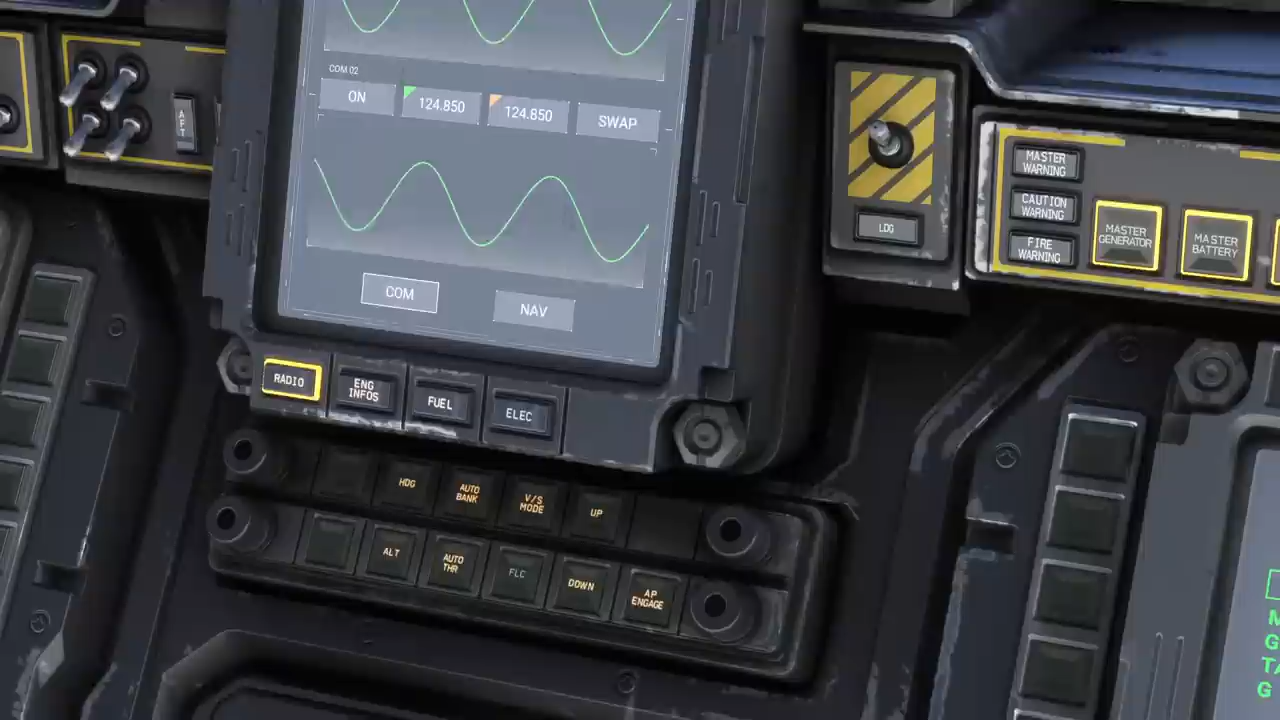 AFT
COM 02
ON
124.850
124.850
SWAP
COM
NAV
RADIO
ENG
INFOS
FUEL
ELEC
LDG
MASTER
WARNING
CAUTION
WARNING
FIRE
WARNING
MASTER
GENERATOR
MASTER
BATTERY
HDG
AUTO
BANK
V/S
MODE
UP
ALT
AUTO
THR
FLC
DOWN
AP
ENGAGE